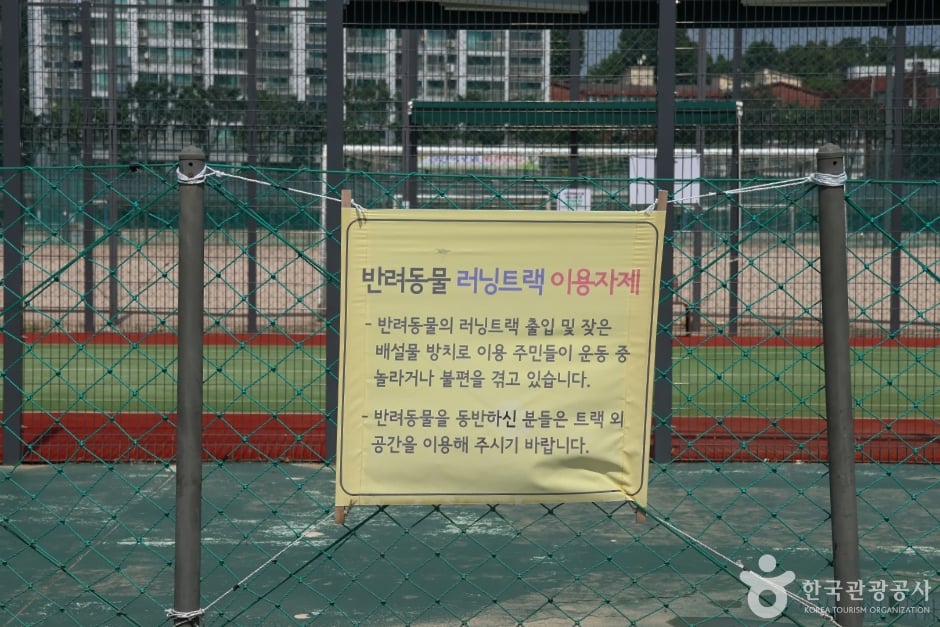 반려동물 러닝트랙 이용자제
- 반려동물의 러닝트랙 출입 및 잦은
배설물 방치로 이용 주민들이 운동 중
놀라거나 불편을 겪고 있습니다.
- 반려동물을 동반하신 분들은 트랙 외
공간을 이용해 주시기 바랍니다.
한국관광공사
KOREA TOURISM ORGANIZATION